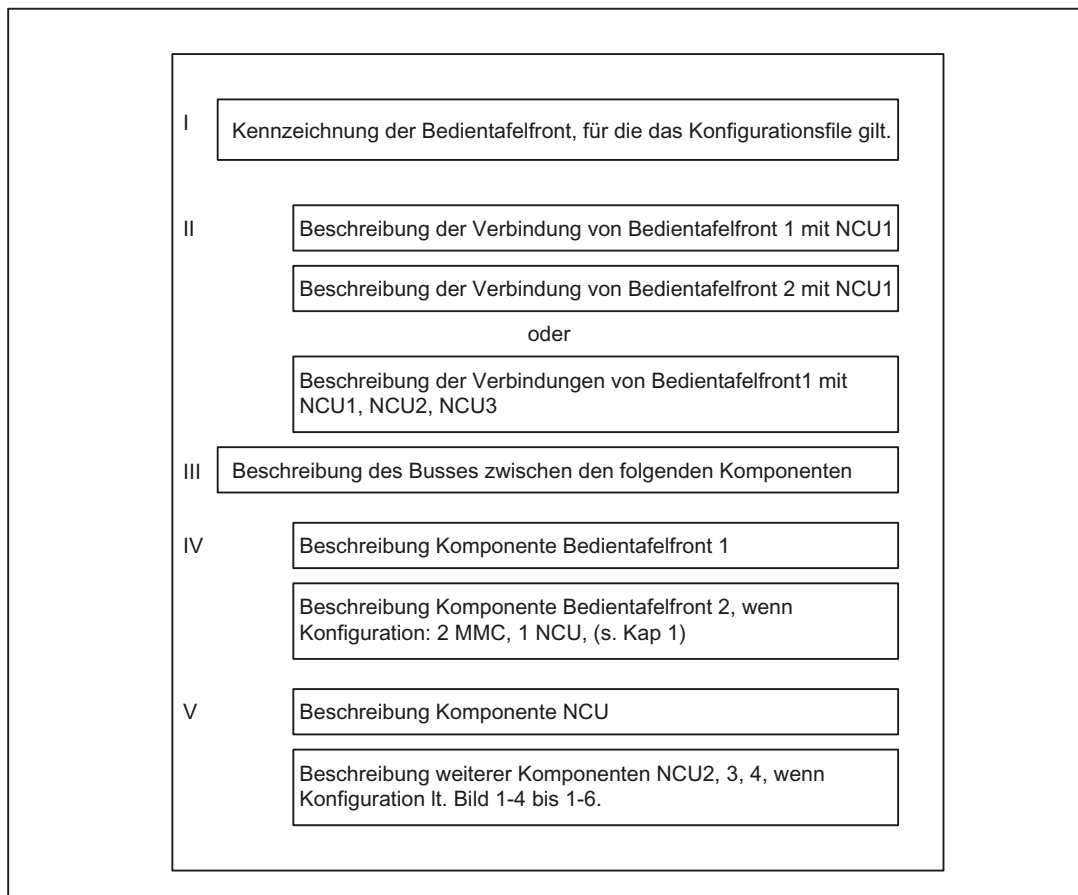 I
Kennzeichnung der Bedientafelfront, für die das Konfigurationsfile gilt.
II
Beschreibung der Verbindung von Bedientafelfront 1 mit NCU1
Beschreibung der Verbindung von Bedientafelfront 2 mit NCU1
oder
Beschreibung der Verbindungen von Bedientafelfront1 mit
NCU1, NCU2, NCU3
III
Beschreibung des Busses zwischen den folgenden Komponenten
IV
Beschreibung Komponente Bedientafelfront 1
Beschreibung Komponente Bedientafelfront 2, wenn
Konfiguration: 2 MMC, 1 NCU, (s. Kap 1)
V
Beschreibung Komponente NCU
Beschreibung weiterer Komponenten NCU2, 3, 4, wenn
Konfiguration lt. Bild 1-4 bis 1-6.